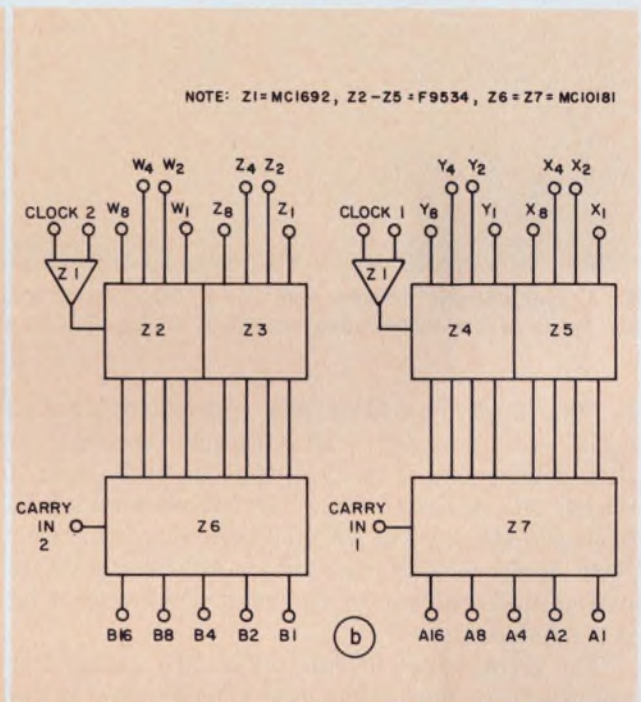 NOTE: Z1=MC1692, Z2-Z5=F9534, Z6=Z7=MC10181
W4 W2 Z4 Z2 Y4 Y2 X4 X2
CLOCK 2 W8 W1 Z8 Z1 CLOCK 1 Y8 Y1 X8 X1
Z1 Z1
Z2 Z3 Z4 Z5
CARRY
IN
2
Z6
CARRY
IN
1
Z7
B16 B8 B4 B2 B1 b A16 A8 A4 A2 A1